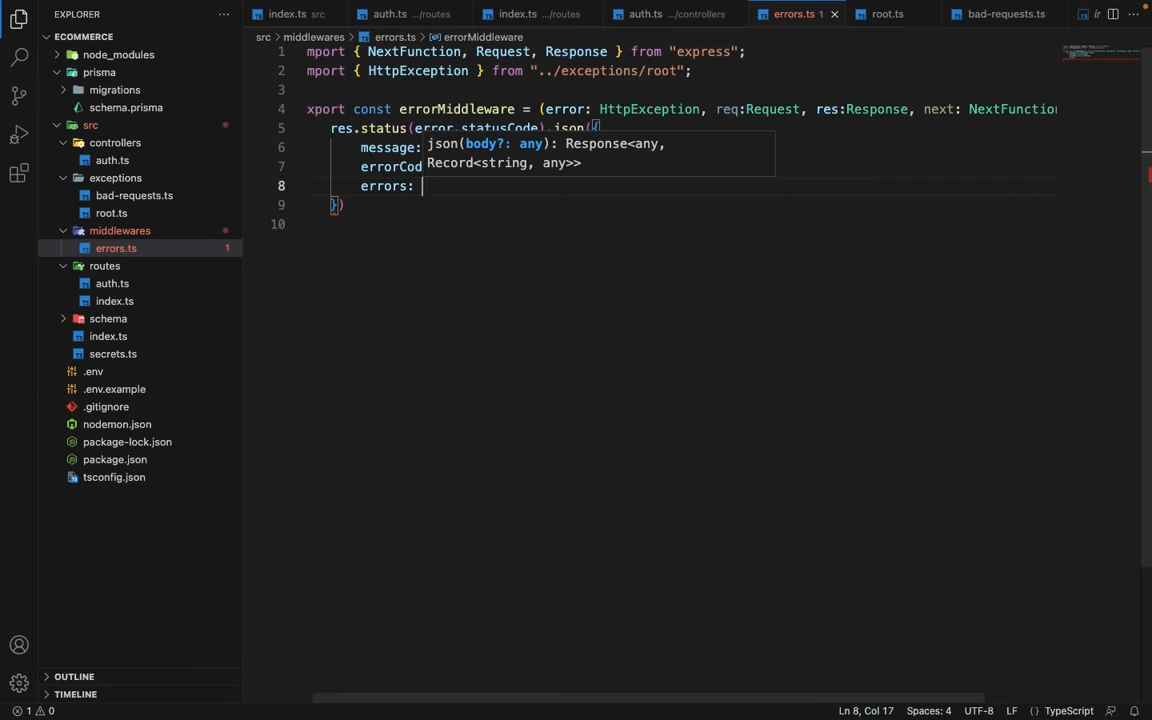 EXPLORER
···
index.ts src
auth.ts .../routes
index.ts .../routes
auth.ts .../controllers
errors.ts 1
root.ts
bad-requests.ts
ir
···
ECOMMERCE
node_modules
prisma
migrations
schema.prisma
src
controllers
auth.ts
exceptions
bad-requests.ts
root.ts
middlewares
errors.ts 1
routes
auth.ts
index.ts
schema
index.ts
secrets.ts
.env
.env.example
.gitignore
nodemon.json
package-lock.json
package.json
tsconfig.json
OUTLINE
TIMELINE
src > middlewares > errors.ts > errorMiddleware
1 mport { NextFunction, Request, Response } from "express";
2 mport { HttpException } from "../exceptions/root";
3
4 xport const errorMiddleware = (error: HttpException, req:Request, res:Response, next: NextFunction
5 res.status(error.statusCode).json({
6 message:
7 errorCod
8 errors:
9 })
10
json(body?: any): Response<any,
Record<string, any>>
1 0
Ln 8, Col 17
Spaces: 4
UTF-8
LF
{ } TypeScript